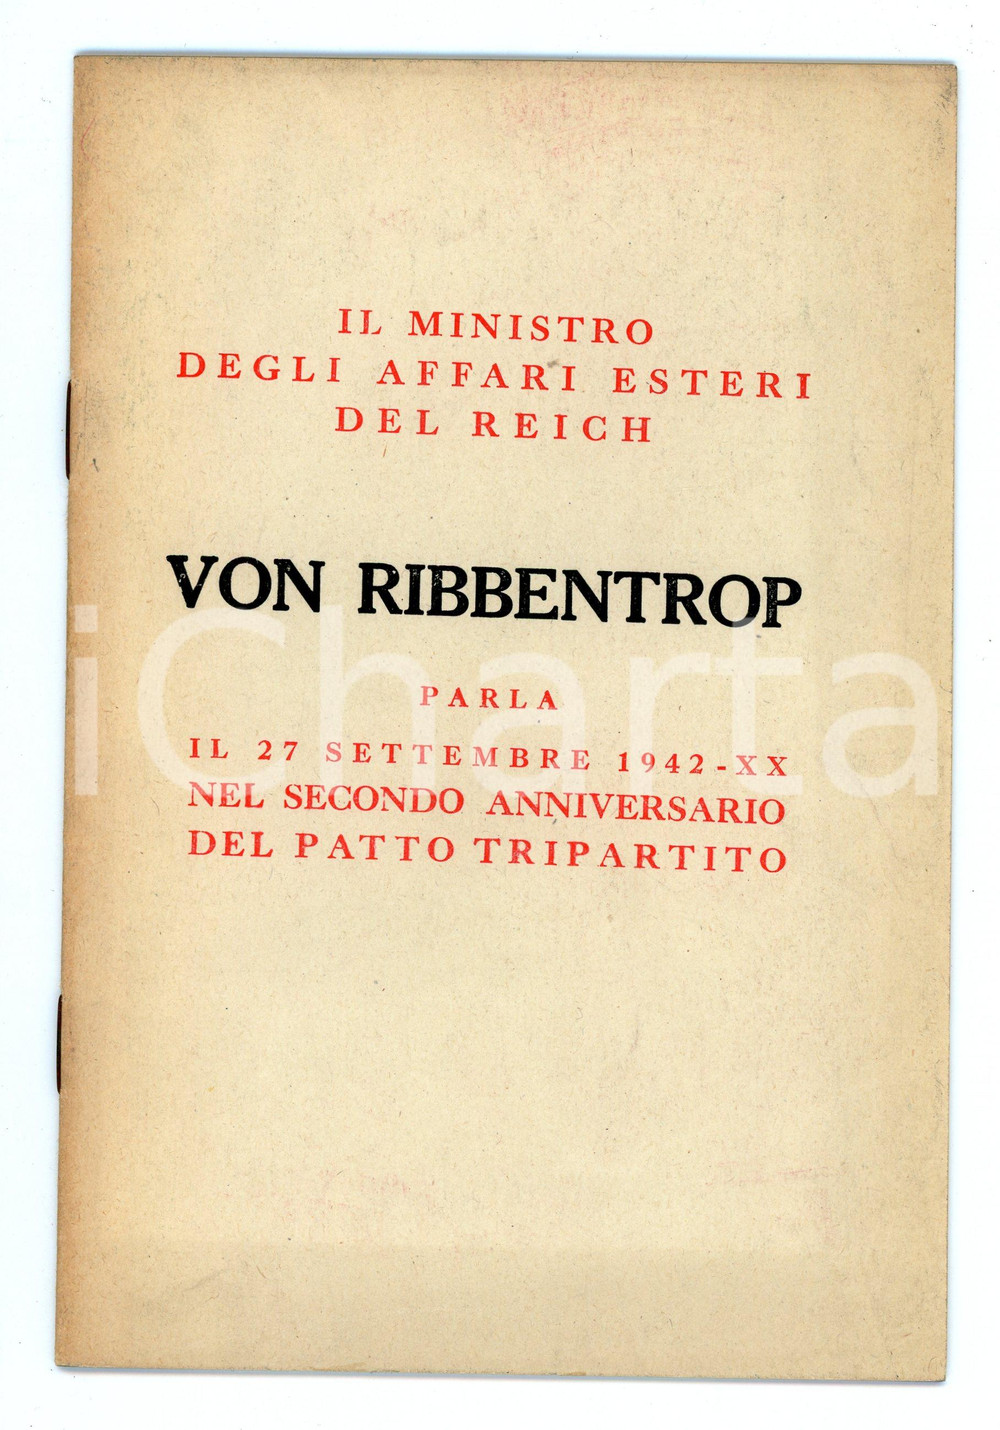 IL MINISTRO
DEGLI AFFARI ESTERI
DEL REICH
VON RIBBENTROP
PARLA
IL 27 SETTEMBRE 1942-XX
NEL SECONDO ANNIVERSARIO
DEL PATTO TRIPARTITO
iCharta